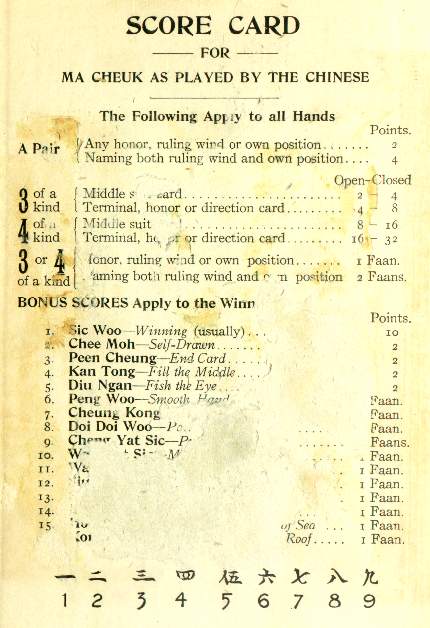 SCORE CARD
FOR
MA CHEUK AS PLAYED BY THE CHINESE
The Following Apply to all Hands
Points.
A Pair { Any honor, ruling wind or own position....... 2
Naming both ruling wind and own position.... 4
Open-Closed
3 of a kind { Middle ............ 2 - 4
Terminal, honor or direction card......... 4 - 8
4 of a kind { Middle suit ............ 8 - 16
Terminal, or direction card......... 16 - 32
3 or 4 of a kind { honor, ruling wind or own position....... 1 Faan.
naming both ruling wind and position 2 Faans.
BONUS SCORES Apply to the
Points.
1. Sic Woo—Winning (usually)... 10
2. Chee Moh—Self-Drawn....... 2
3. Peen Cheung—End Card...... 2
4. Kan Tong—Fill the Middle.... 2
5. Diu Ngan—Fish the Eye.... 2
6. Peng Woo—Smooth Faan.
7. Cheung Kong Faan.
8. Doi Doi Woo— Faan.
9. Yat Sic— Faans.
10. 1 Faan.
11. 1 Faan.
12. 1 Faan.
13. 1 Faan.
14. 1 Faan.
15. of Sea ... 1 Faan.
Roof..... 1 Faan.
一 二 三 四 伍 六 七 八 九
1 2 3 4 5 6 7 8 9